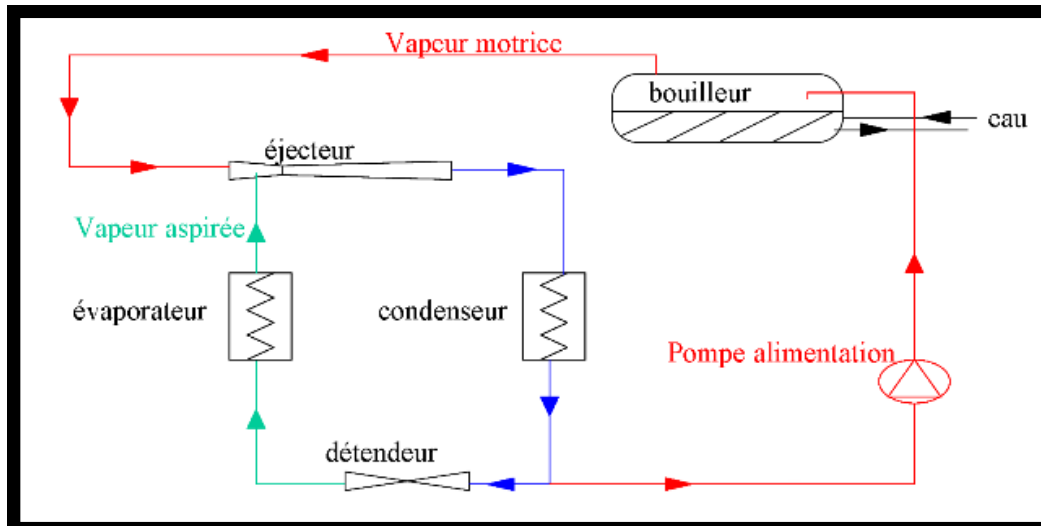 Vapeur motrice
bouilleur
eau
éjecteur
Vapeur aspirée
évaporateur
condenseur
Pompe alimentation
détendeur